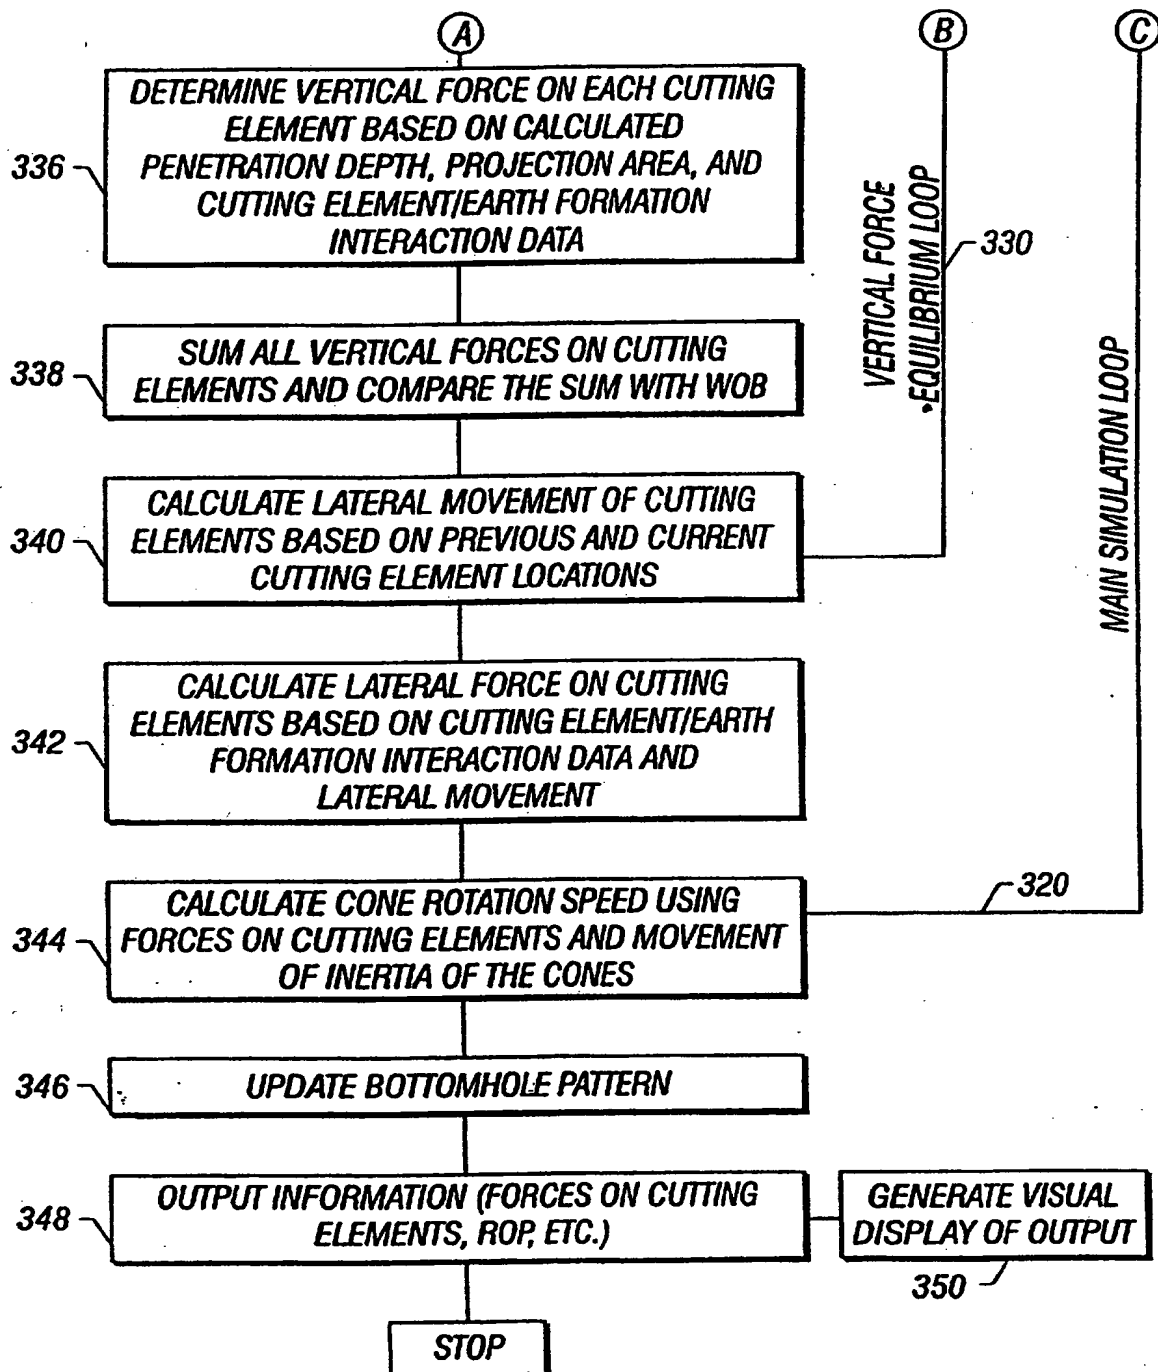 A
B
C
DETERMINE VERTICAL FORCE ON EACH CUTTING
ELEMENT BASED ON CALCULATED
PENETRATION DEPTH, PROJECTION AREA, AND
CUTTING ELEMENT/EARTH FORMATION
INTERACTION DATA
336
VERTICAL FORCE
EQUILIBRIUM LOOP
330
MAIN SIMULATION LOOP
SUM ALL VERTICAL FORCES ON CUTTING
ELEMENTS AND COMPARE THE SUM WITH WOB
338
CALCULATE LATERAL MOVEMENT OF CUTTING
ELEMENTS BASED ON PREVIOUS AND CURRENT
CUTTING ELEMENT LOCATIONS
340
CALCULATE LATERAL FORCE ON CUTTING
ELEMENTS BASED ON CUTTING ELEMENT/EARTH
FORMATION INTERACTION DATA AND
LATERAL MOVEMENT
342
320
CALCULATE CONE ROTATION SPEED USING
FORCES ON CUTTING ELEMENTS AND MOVEMENT
OF INERTIA OF THE CONES
344
UPDATE BOTTOMHOLE PATTERN
346
OUTPUT INFORMATION (FORCES ON CUTTING
ELEMENTS, ROP, ETC.)
348
GENERATE VISUAL
DISPLAY OF OUTPUT
350
STOP